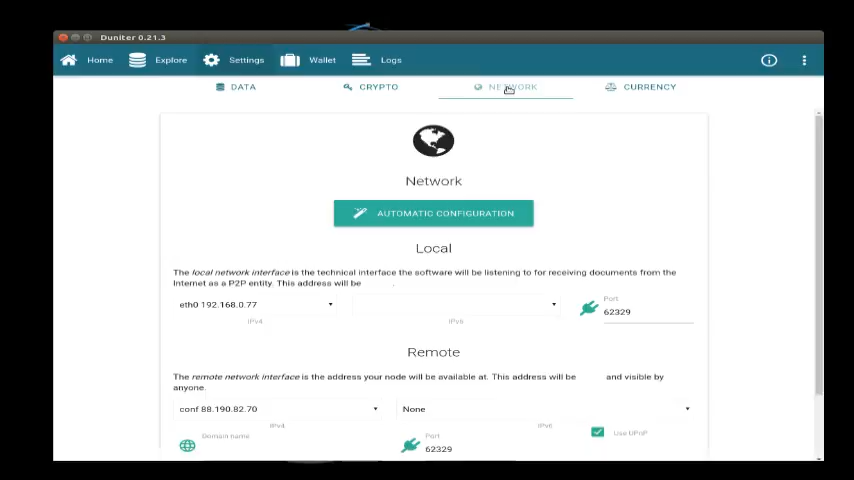 Duniter 0.21.3
Home Explore Settings Wallet Logs
DATA CRYPTO NETWORK CURRENCY
Network
AUTOMATIC CONFIGURATION
Local
The local network interface is the technical interface the software will be listening to for receiving documents from the
Internet as a P2P entity. This address will be .
eth0 192.168.0.77
IPv4
IPv6
Port
62329
Remote
The remote network interface is the address your node will be available at. This address will be and visible by
anyone.
conf 88.190.82.70
IPv4
None
IPv6
Domain name
Port
62329
Use UPnP